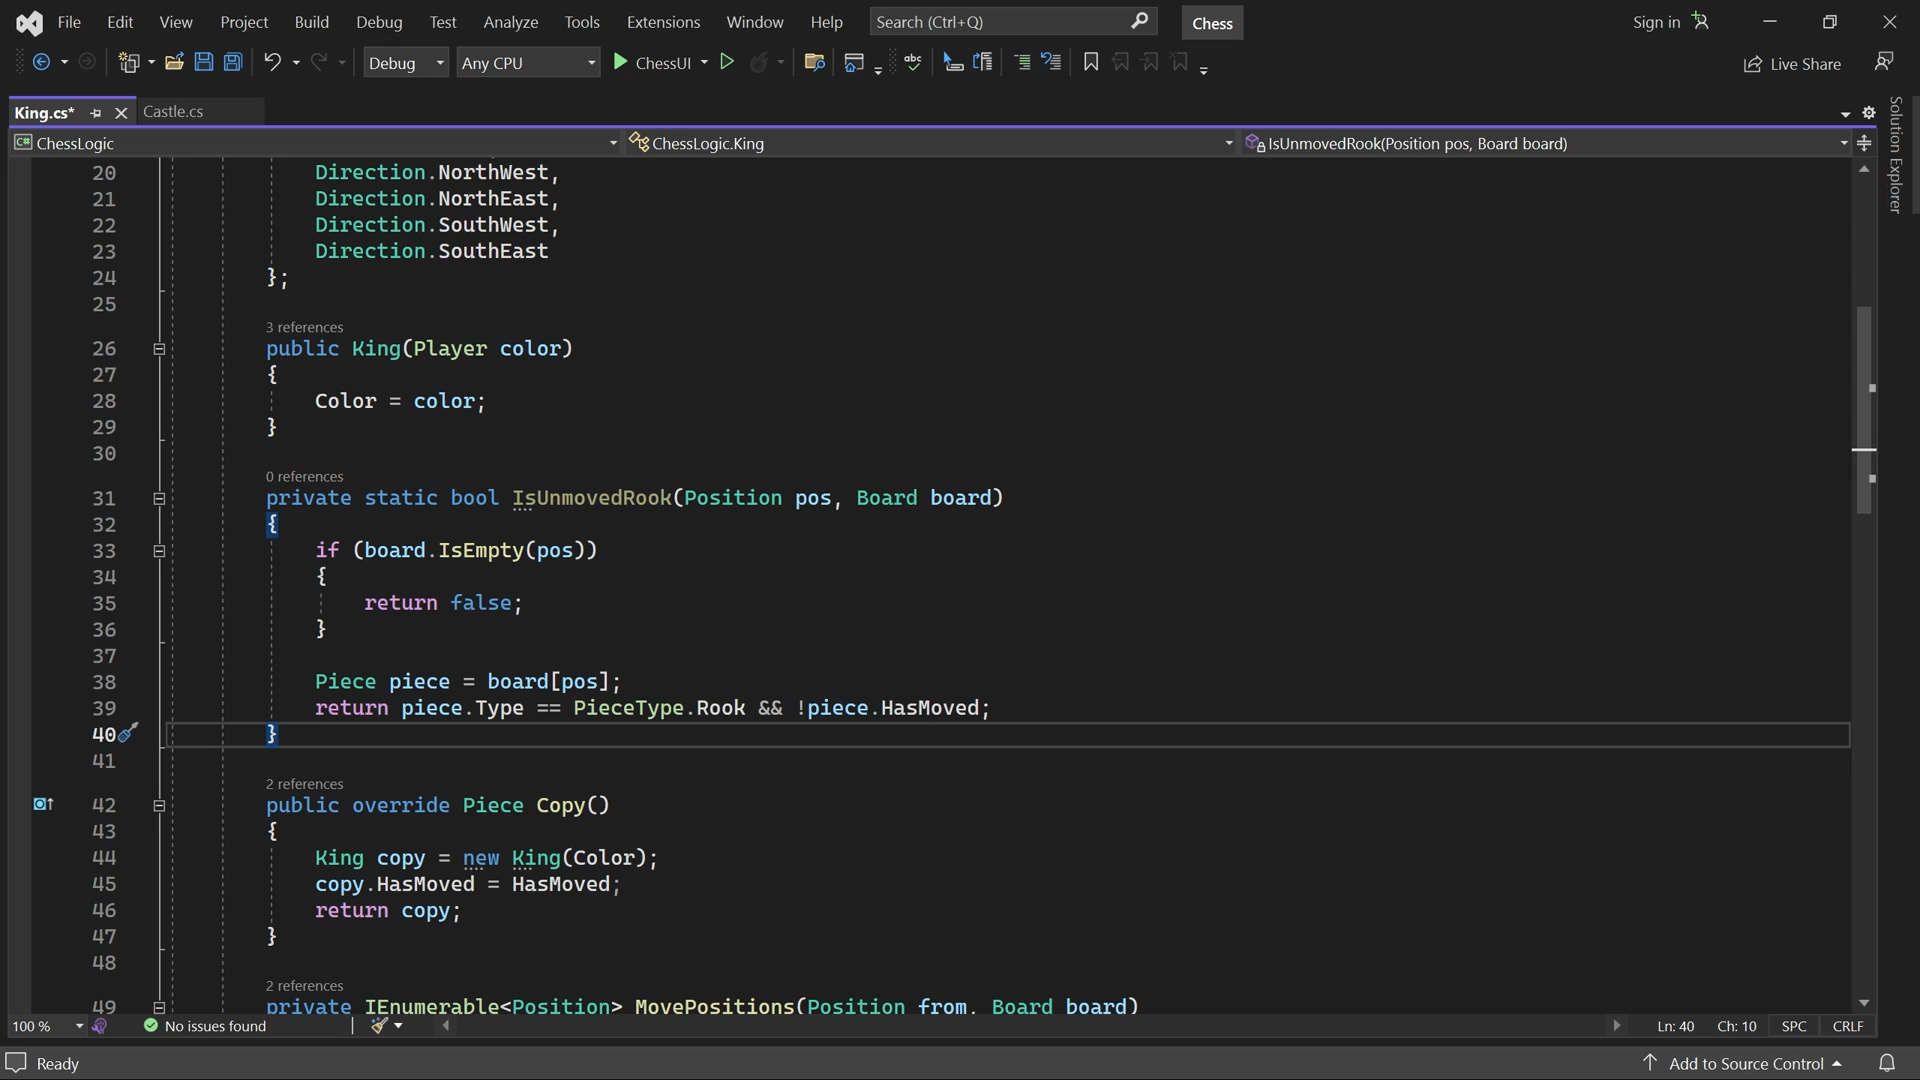 File Edit View Project Build Debug Test Analyze Tools Extensions Window Help Search (Ctrl+Q) Chess Sign in
Debug Any CPU ChessUI Live Share
King.cs* Castle.cs
ChessLogic ChessLogic.King IsUnmovedRook(Position pos, Board board)
Solution Explorer
20 Direction.NorthWest,
21 Direction.NorthEast,
22 Direction.SouthWest,
23 Direction.SouthEast
24 };
25
3 references
26 public King(Player color)
27 {
28 Color = color;
29 }
30
0 references
31 private static bool IsUnmovedRook(Position pos, Board board)
32 {
33 if (board.IsEmpty(pos))
34 {
35 return false;
36 }
37
38 Piece piece = board[pos];
39 return piece.Type == PieceType.Rook && !piece.HasMoved;
40 }
41
2 references
42 public override Piece Copy()
43 {
44 King copy = new King(Color);
45 copy.HasMoved = HasMoved;
46 return copy;
47 }
48
2 references
49 private IEnumerable<Position> MovePositions(Position from, Board board)
100 % No issues found Ln: 40 Ch: 10 SPC CRLF
Ready Add to Source Control